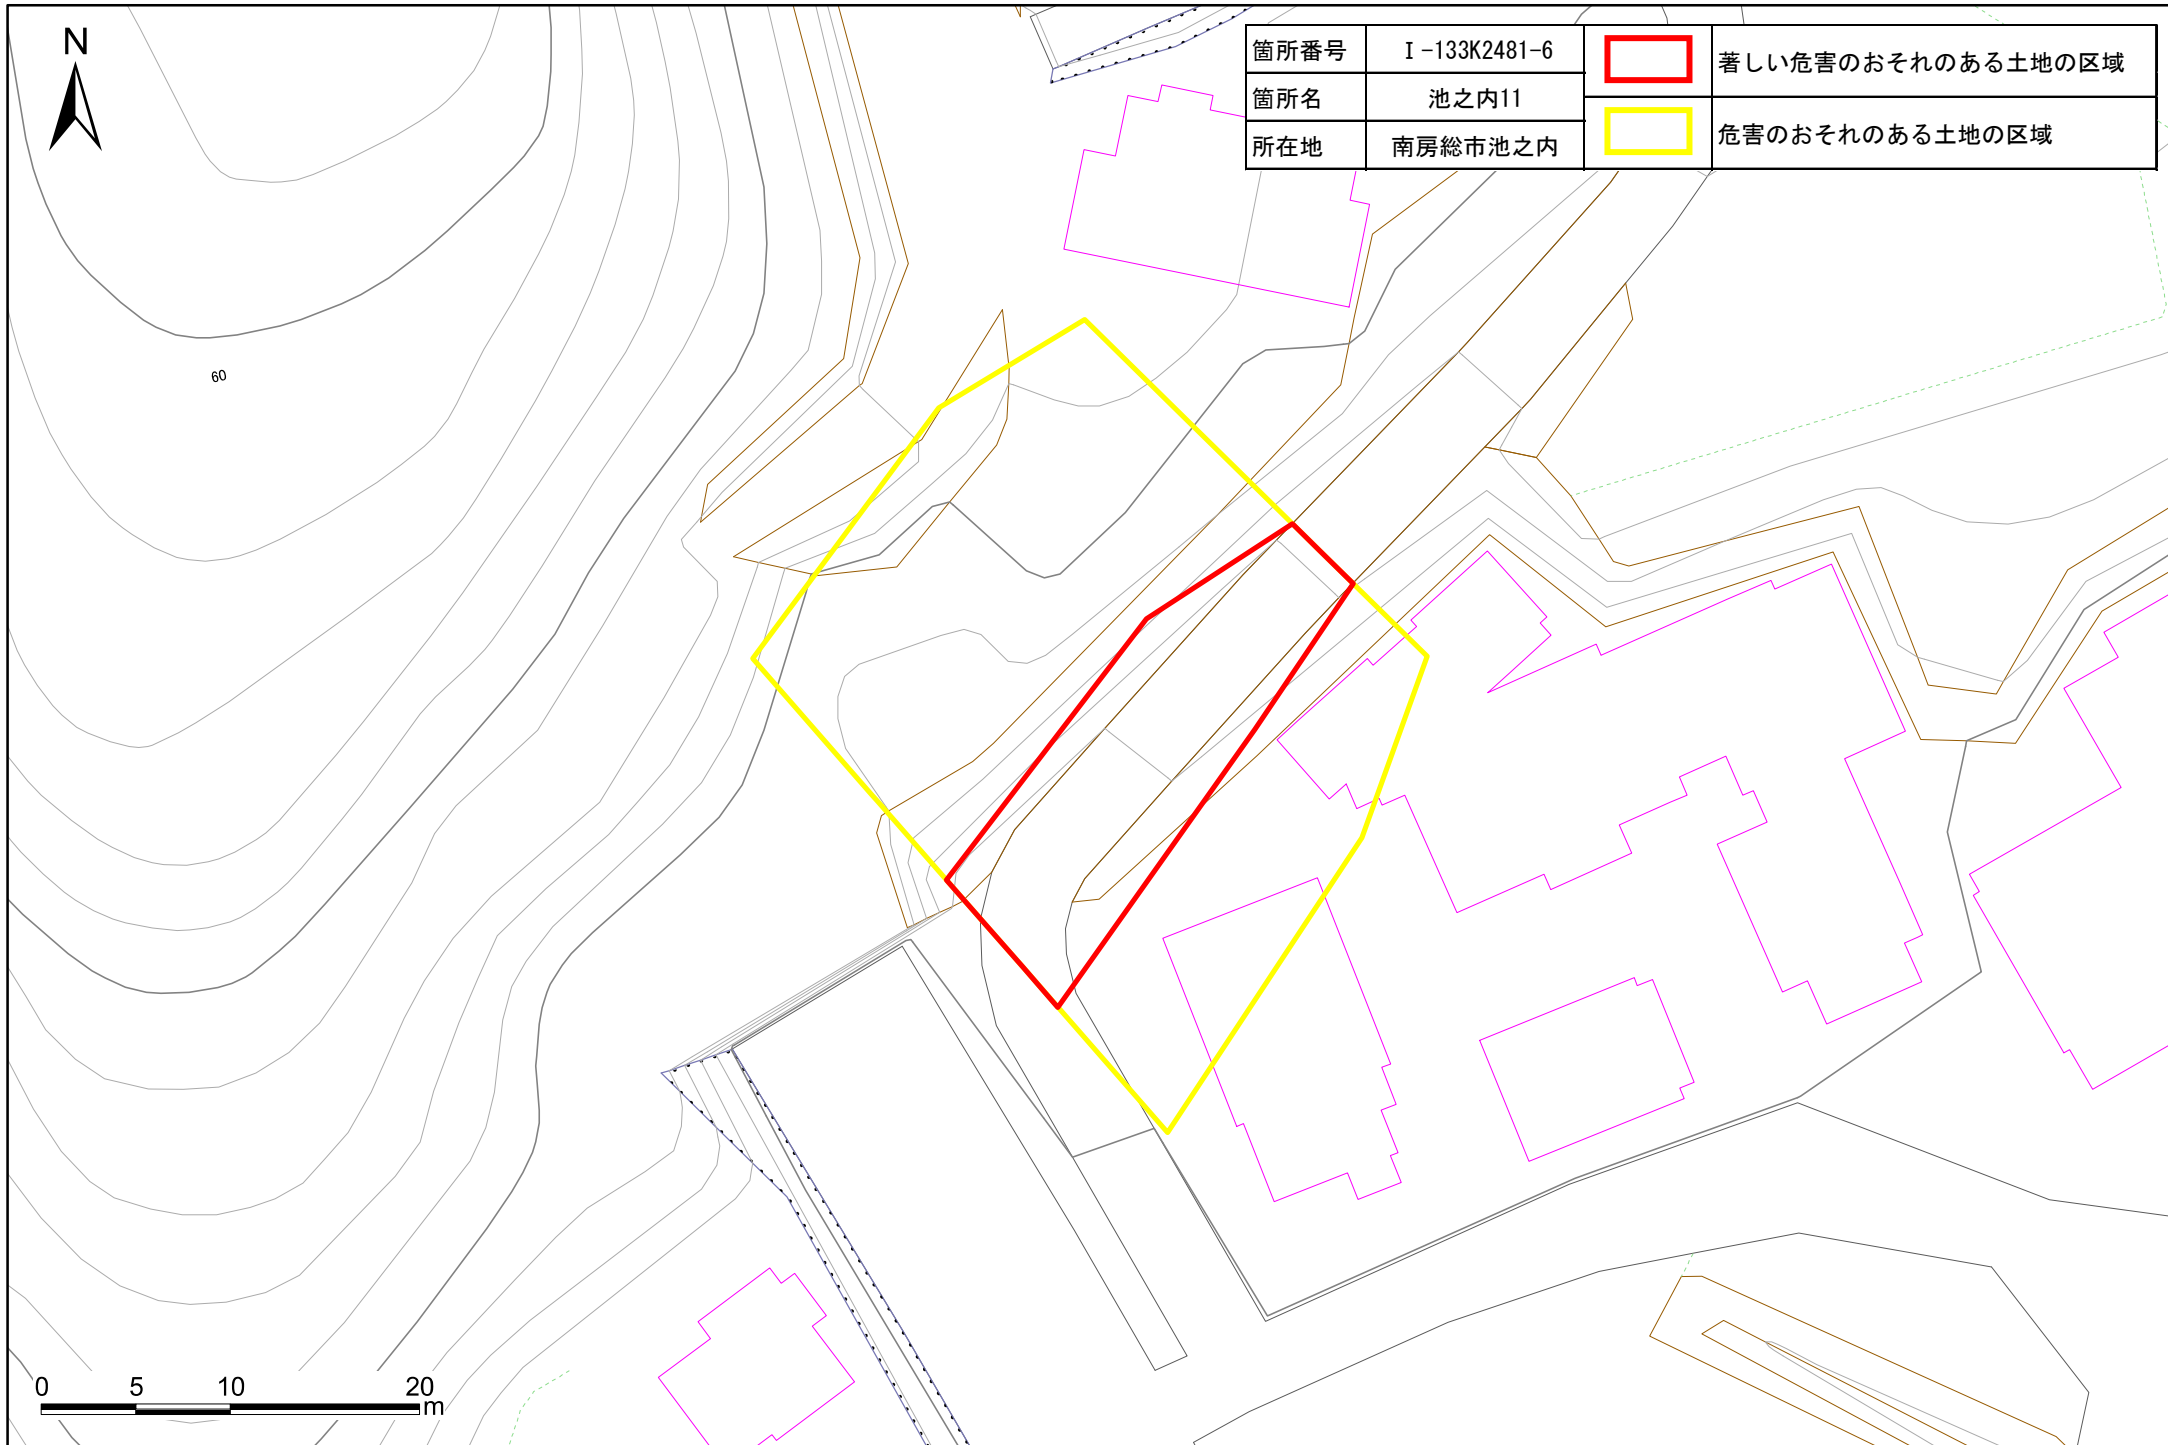 N
箇所番号 Ⅰ-133K2481-6
著しい危害のおそれのある土地の区域
箇所名 池之内11
危害のおそれのある土地の区域
所在地 南房総市池之内
60
0 5 10 20
m